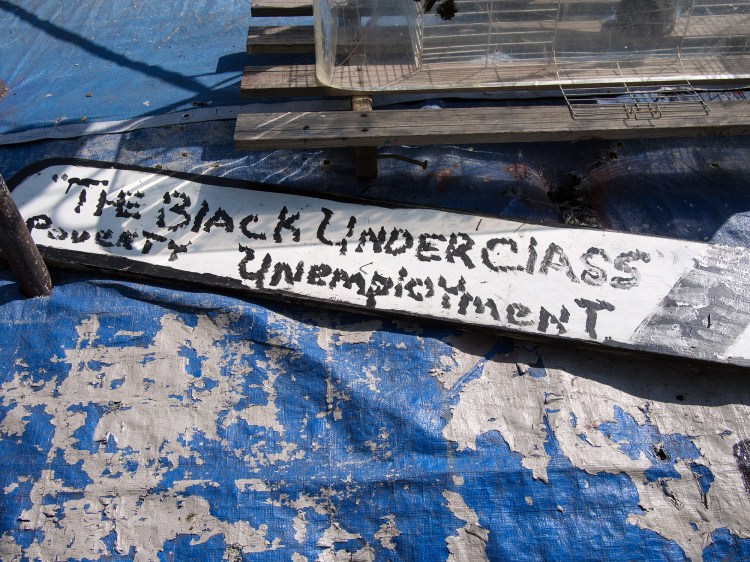 "THE BlACK UNDERClASS"
POVERTY UNEmploYmENT